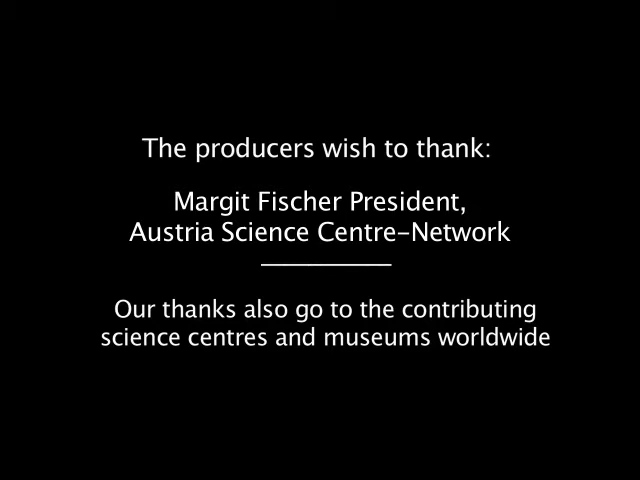 The producers wish to thank:
Margit Fischer President,
Austria Science Centre-Network
Our thanks also go to the contributing
science centres and museums worldwide